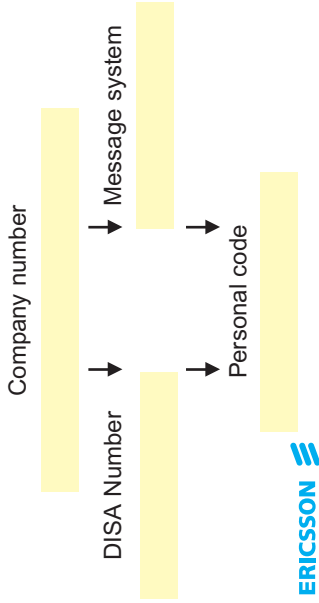 Company number
DISA Number
Message system
Personal code
ERICSSON